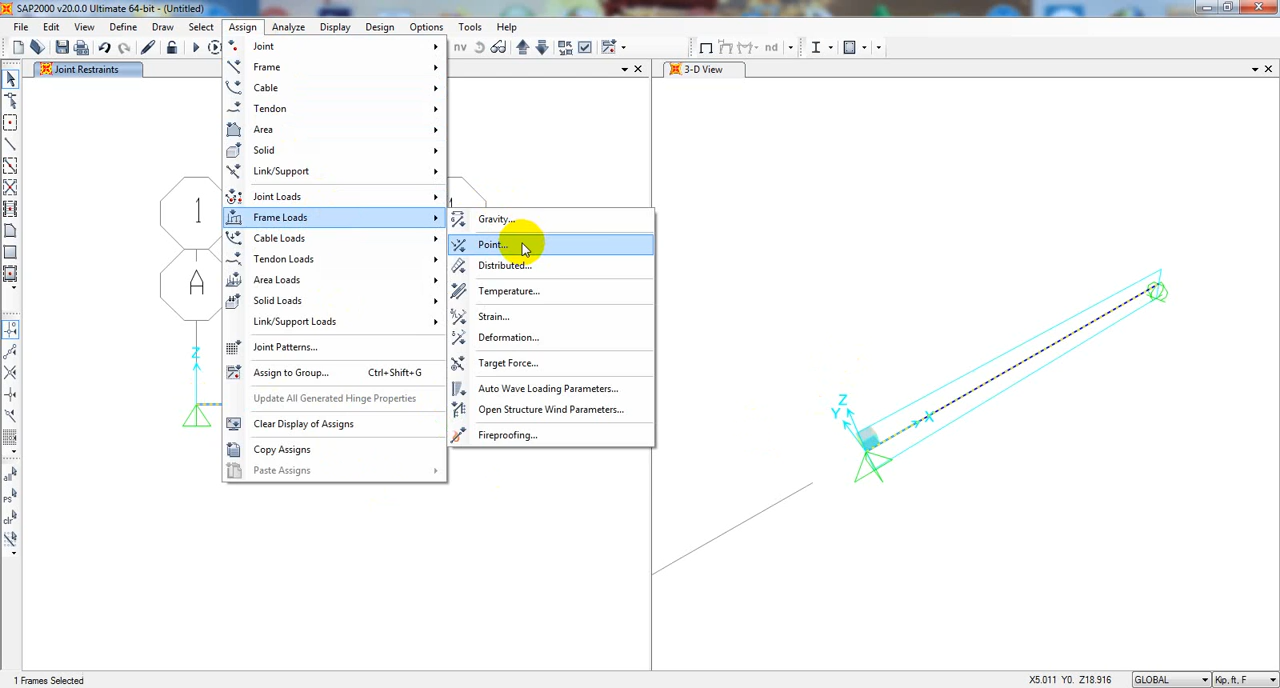 SAP2000 v20.0.0 Ultimate 64-bit - (Untitled)
File Edit View Define Draw Select Assign Analyze Display Design Options Tools Help
nv nd
Joint Restraints
3-D View
Joint
Frame
Cable
Tendon
Area
Solid
Link/Support
Joint Loads
Frame Loads
Cable Loads
Tendon Loads
Area Loads
Solid Loads
Link/Support Loads
Joint Patterns...
Assign to Group... Ctrl+Shift+G
Update All Generated Hinge Properties
Clear Display of Assigns
Copy Assigns
Paste Assigns
Gravity...
Point...
Distributed...
Temperature...
Strain...
Deformation...
Target Force...
Auto Wave Loading Parameters...
Open Structure Wind Parameters...
Fireproofing...
1
A
Z
Z
Y
X
all
PS
clr
1 Frames Selected
X5.011 Y0. Z18.916
GLOBAL
Kip, ft, F